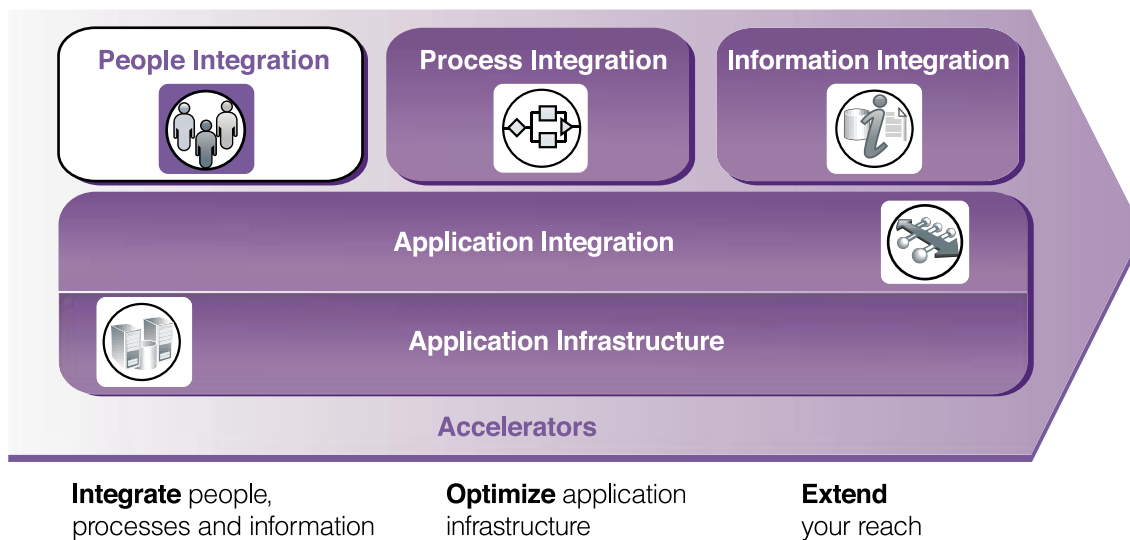 People Integration
Process Integration
Information Integration
Application Integration
Application Infrastructure
Accelerators
Integrate people,
processes and information
Optimize application
infrastructure
Extend
your reach